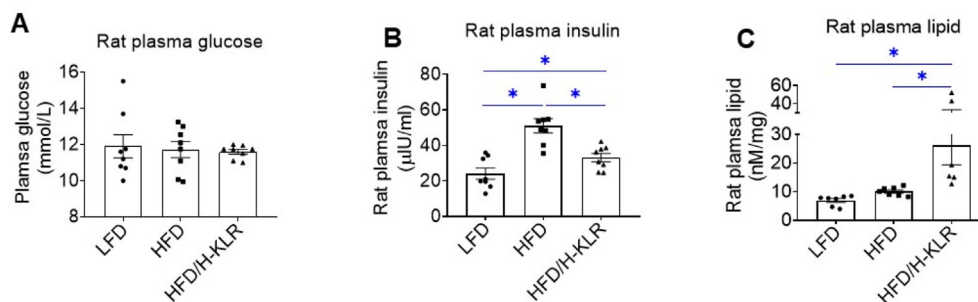 A
Rat plasma glucose
Plamsa glucose
(mmol/L)
16
14
12
10
8
LFD
HFD
HFD/H-KLR
B
Rat plasma insulin
Rat plamsa insulin
(µIU/ml)
80
60
40
20
0
*
*
*
LFD
HFD
HFD/H-KLR
C
Rat plasma lipid
Rat plamsa lipid
(nM/mg)
60
40
30
20
10
0
*
*
LFD
HFD
HFD/H-KLR